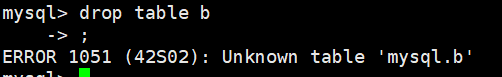 mysql> drop table b
    -> ;
ERROR 1051 (42S02): Unknown table 'mysql.b'
mysql>